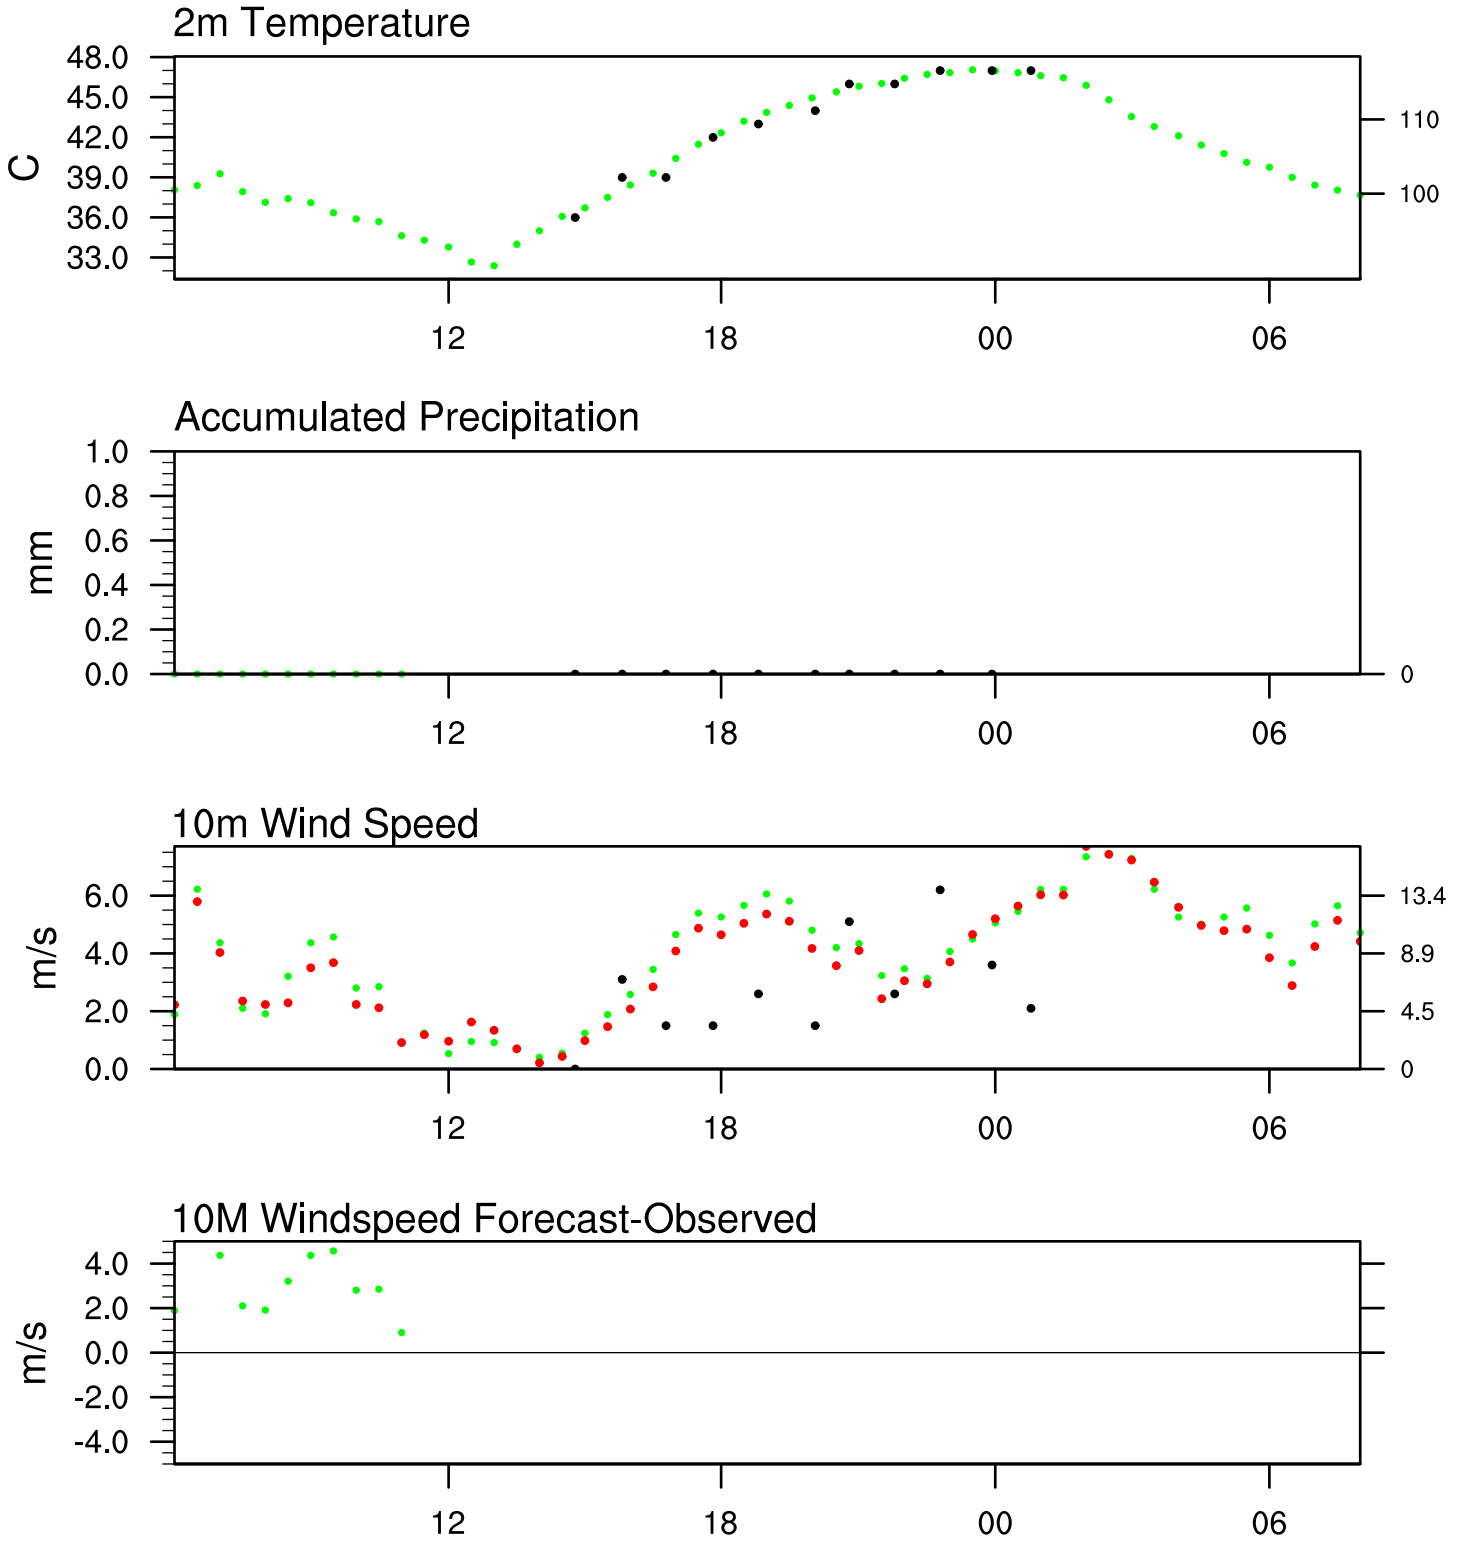 2m Temperature
48.0
45.0
42.0
39.0
36.0
33.0
C
110
100
12 18 00 06
Accumulated Precipitation
1.0
0.8
0.6
0.4
0.2
0.0
mm
0
12 18 00 06
10m Wind Speed
6.0
4.0
2.0
0.0
m/s
13.4
8.9
4.5
0
12 18 00 06
10M Windspeed Forecast-Observed
4.0
2.0
0.0
-2.0
-4.0
m/s
12 18 00 06